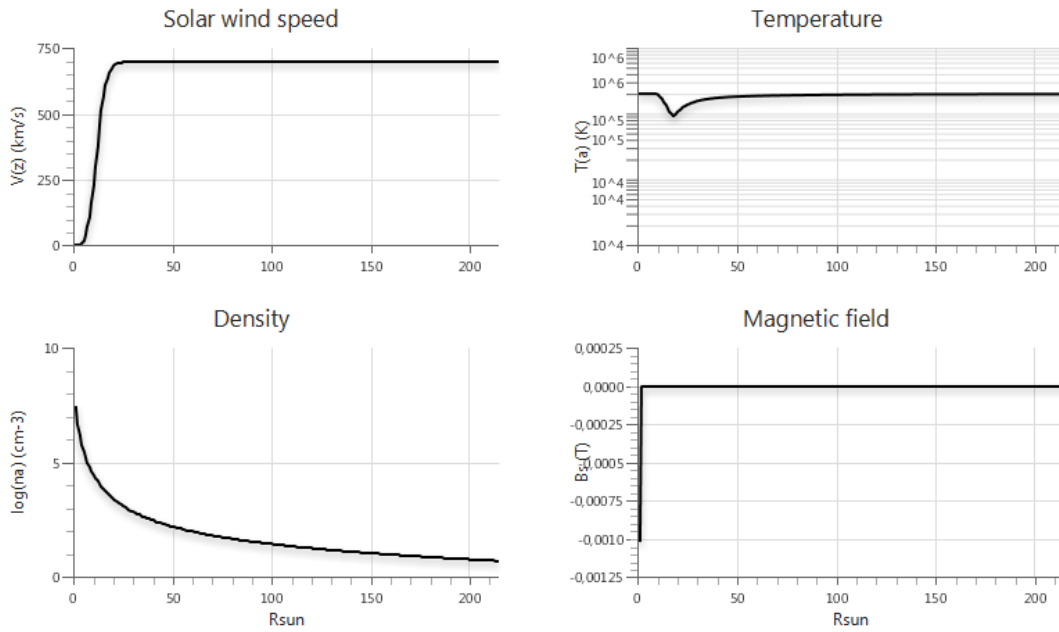 Solar wind speed
750
500
250
0
V(z) (km/s)
0 50 100 150 200
Temperature
10^6
10^6
10^5
10^5
10^4
10^4
10^4
T(a) (K)
0 50 100 150 200
Density
10
5
0
log(na) (cm-3)
0 50 100 150 200
Rsun
Magnetic field
0,00025
0,0000
-0,00025
-0,0005
-0,00075
-0,0010
-0,00125
Bs (T)
0 50 100 150 200
Rsun